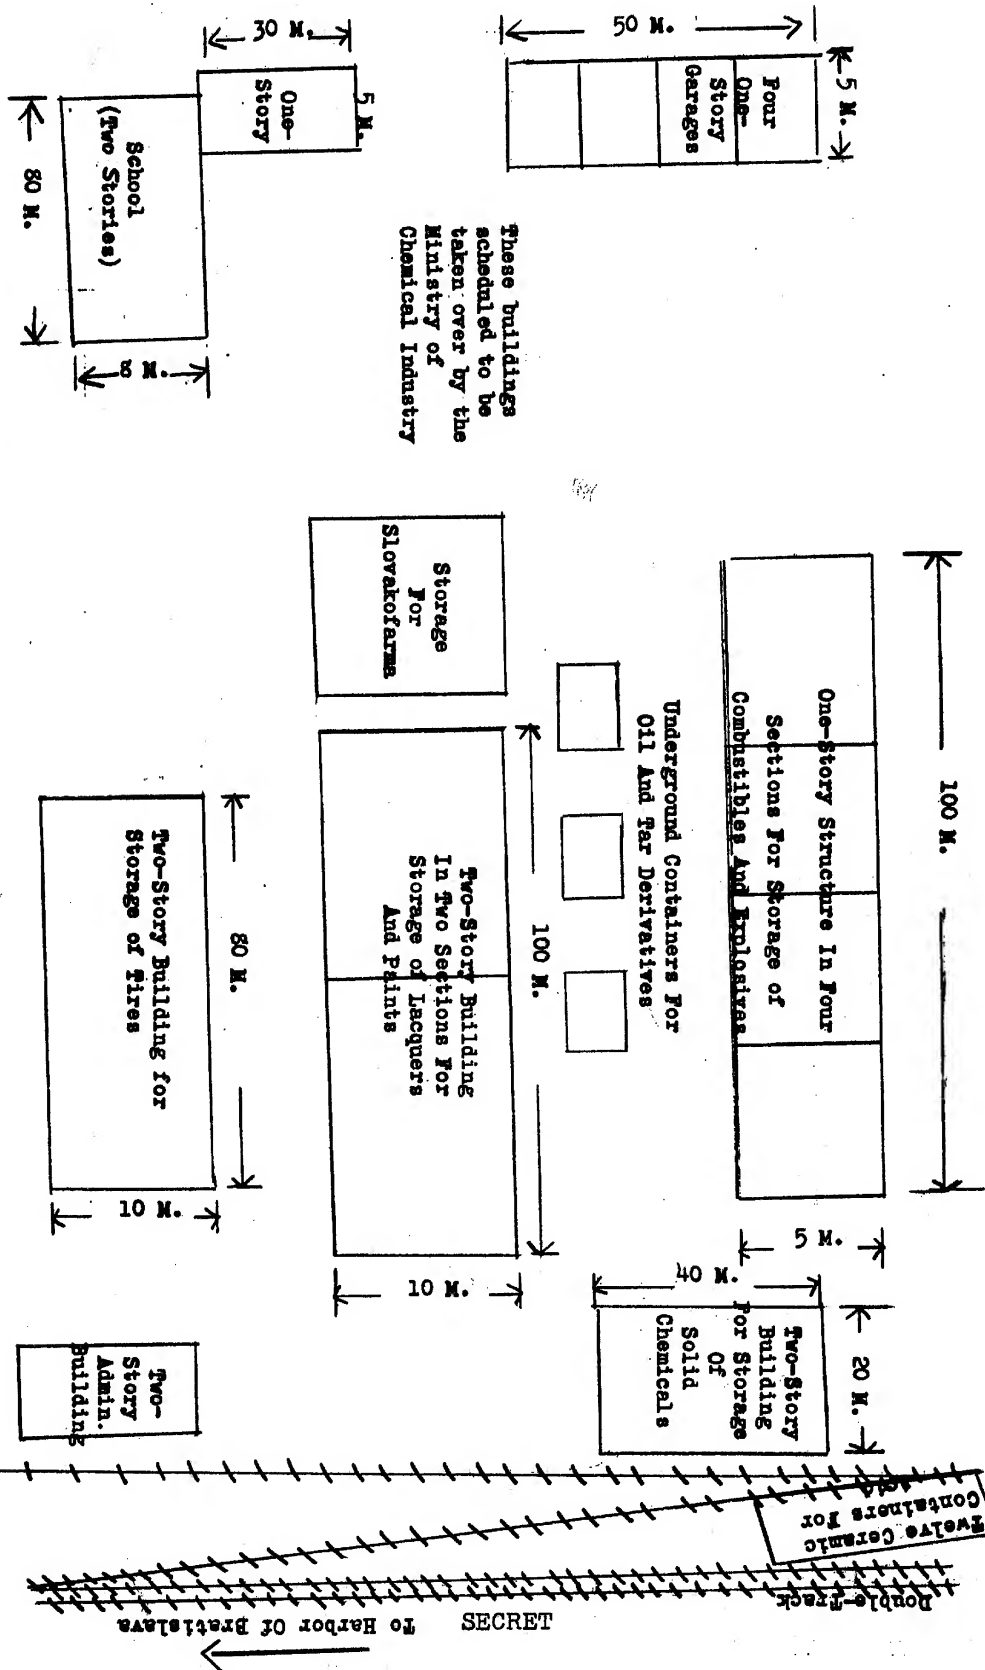 50 M.
5 M.
Four
One-
Story
Garages
30 M.
5 M.
One-
Story
School
(Two Stories)
80 M.
8 M.
These buildings
scheduled to be
taken over by the
Ministry of
Chemical Industry
100 M.
One-Story Structure In Four
Sections For Storage of
Combustibles And Explosives
5 M.
Underground Containers For
Oil And Tar Derivatives
Storage
For
Slovakofarma
100 M.
Two-Story Building
In Two Sections For
Storage of Lacquers
And Paints
10 M.
80 M.
Two-Story Building for
Storage of Tires
10 M.
40 M.
20 M.
Two-Story
Building
For Storage
Of
Solid
Chemicals
Two-
Story
Admin.
Building
Twelve Ceramic
Containers For
Acid
Double-Track
To Harbor Of Bratislava
SECRET